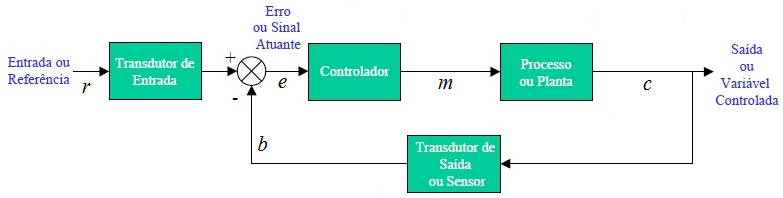 Erro
ou Sinal
Atuante
Entrada ou
Referência
r
Transdutor de
Entrada
+
-
e
Controlador
m
Processo
ou Planta
c
Saída
ou
Variável
Controlada
b
Transdutor de
Saída
ou Sensor